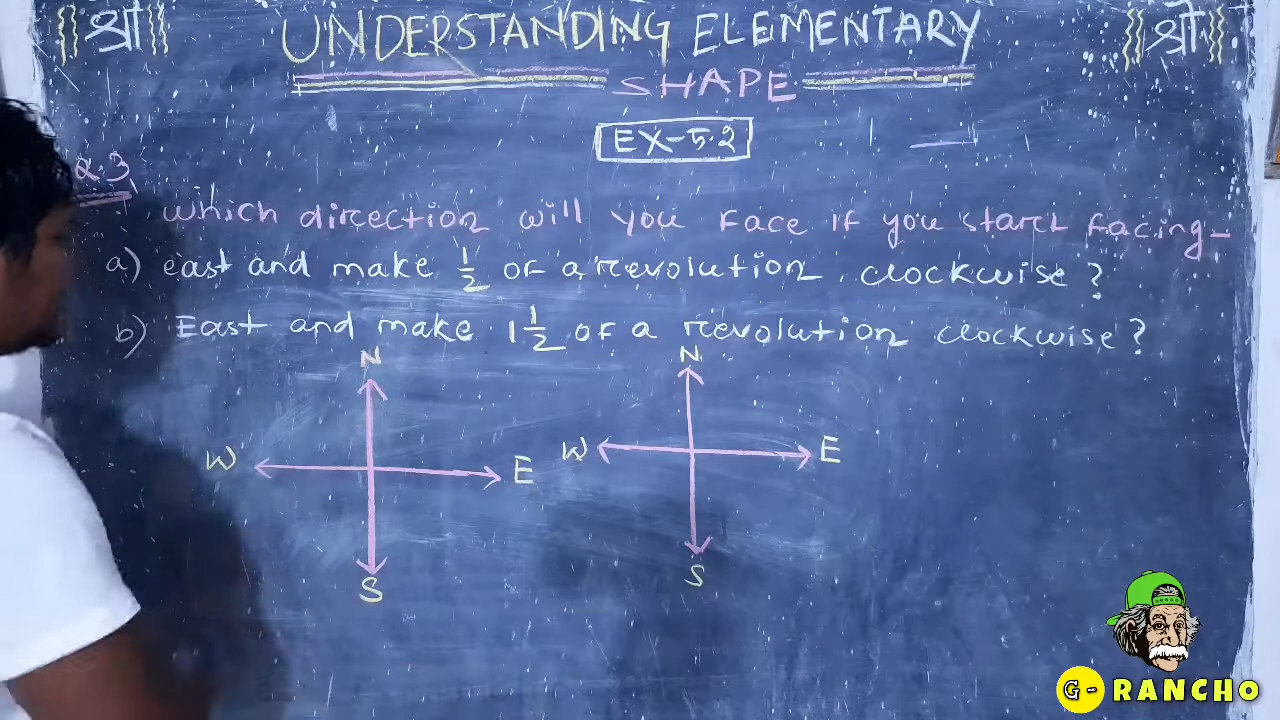 श्री UNDERSTANDING ELEMENTARY श्री
SHAPE
EX-5.2
Q.3
Which direction will you Face if you start facing-
a) east and make 1/2 of a revolution clockwise?
b) East and make 1 1/2 of a revolution clockwise?
N N
W E W E
S S
G-RANCHO